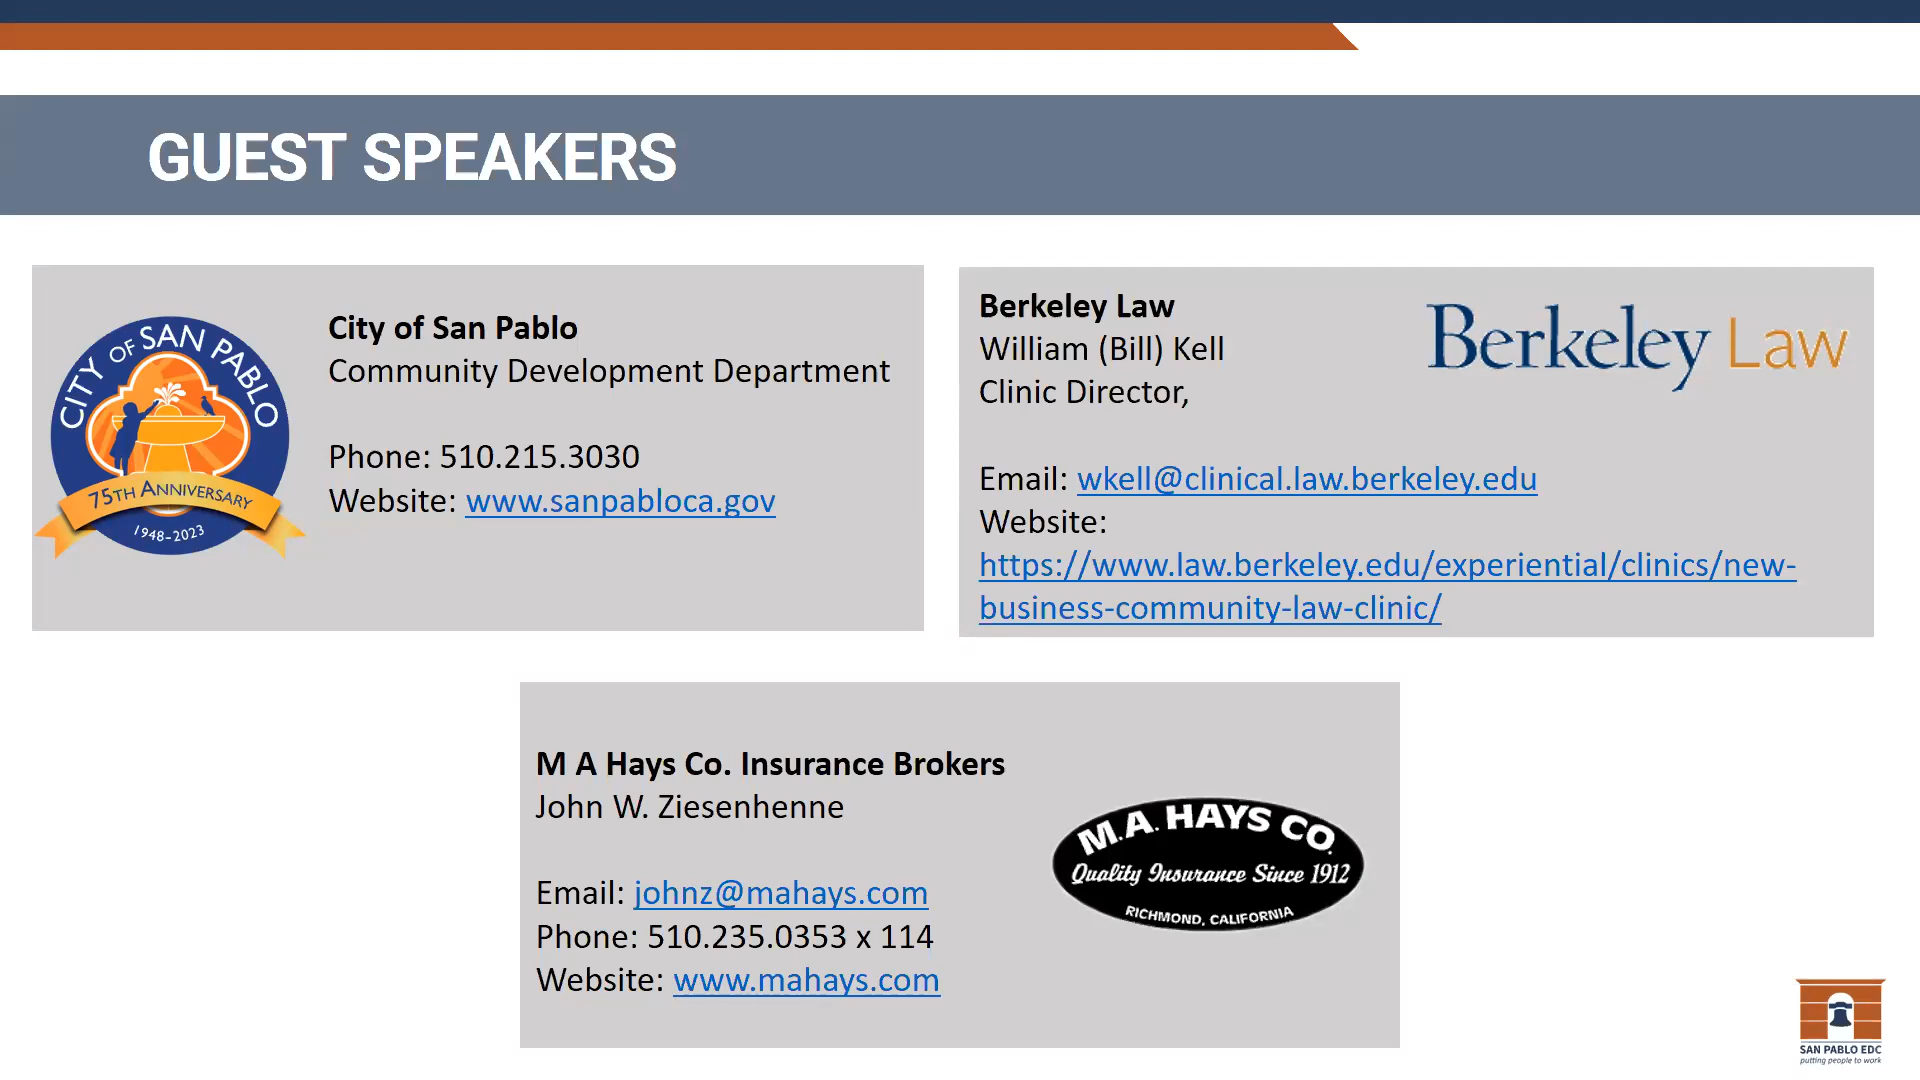 GUEST SPEAKERS
CITY OF SAN PABLO
75TH ANNIVERSARY
1948-2023
City of San Pablo
Community Development Department
Phone: 510.215.3030
Website: www.sanpabloca.gov
Berkeley Law
William (Bill) Kell
Clinic Director,
Berkeley Law
Email: wkell@clinical.law.berkeley.edu
Website:
https://www.law.berkeley.edu/experiential/clinics/new-
business-community-law-clinic/
M A Hays Co. Insurance Brokers
John W. Ziesenhenne
Email: johnz@mahays.com
Phone: 510.235.0353 x 114
Website: www.mahays.com
M.A. HAYS CO.
Quality Insurance Since 1912
RICHMOND, CALIFORNIA
SAN PABLO EDC
putting people to work